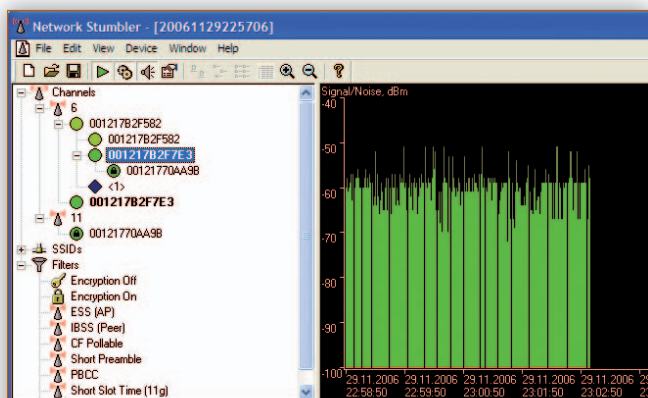 Network Stumbler - [20061129225706]
File Edit View Device Window Help
Channels
6
001217B2F582
001217B2F582
001217B2F7E3
00121770AA9B
<1>
001217B2F7E3
11
00121770AA9B
SSIDs
Filters
Encryption Off
Encryption On
ESS (AP)
IBSS (Peer)
CF Pollable
Short Preamble
PBCC
Short Slot Time (11g)
Signal/Noise, dBm
-40
-50
-60
-70
-80
-90
-100
29.11.2006 29.11.2006 29.11.2006 29.11.2006 29.11.2006 29
22:58:50 22:59:50 23:00:50 23:01:50 23:02:50 23